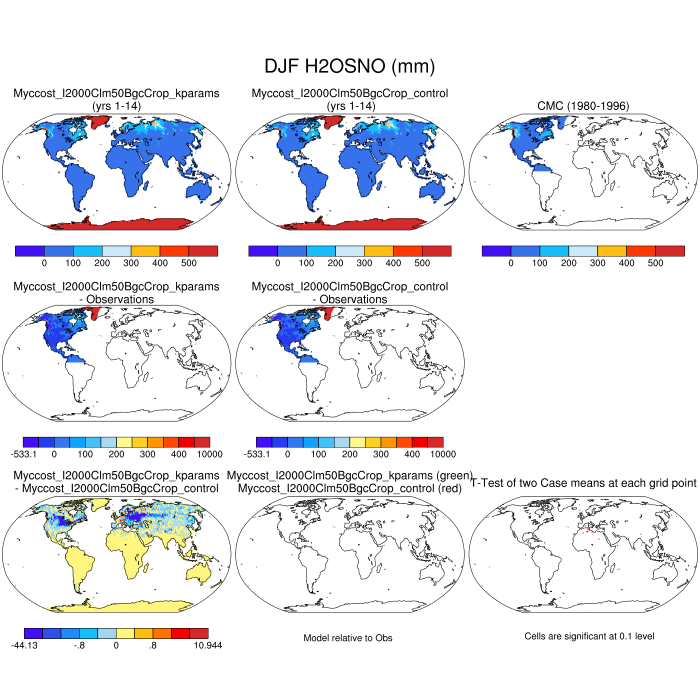 DJF H2OSNO (mm)
Myccost_I2000Clm50BgcCrop_kparams
(yrs 1-14)
Myccost_I2000Clm50BgcCrop_control
(yrs 1-14)
CMC (1980-1996)
0 100 200 300 400 500
0 100 200 300 400 500
0 100 200 300 400 500
Myccost_I2000Clm50BgcCrop_kparams
- Observations
Myccost_I2000Clm50BgcCrop_control
- Observations
-533.1 0 100 200 300 400 10000
-533.1 0 100 200 300 400 10000
Myccost_I2000Clm50BgcCrop_kparams
- Myccost_I2000Clm50BgcCrop_control
Myccost_I2000Clm50BgcCrop_kparams (green)
Myccost_I2000Clm50BgcCrop_control (red)
T-Test of two Case means at each grid point
-44.13 -.8 0 .8 10.944
Model relative to Obs
Cells are significant at 0.1 level